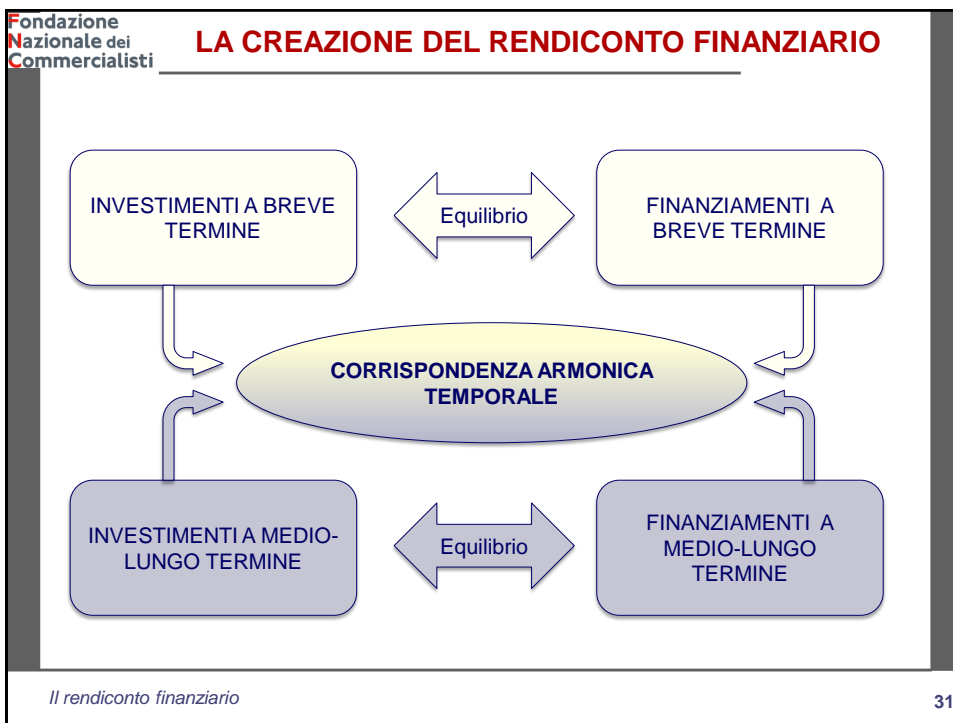 Fondazione
Nazionale dei
Commercialisti
LA CREAZIONE DEL RENDICONTO FINANZIARIO
INVESTIMENTI A BREVE
TERMINE
Equilibrio
FINANZIAMENTI A
BREVE TERMINE
CORRISPONDENZA ARMONICA
TEMPORALE
INVESTIMENTI A MEDIO-
LUNGO TERMINE
Equilibrio
FINANZIAMENTI A
MEDIO-LUNGO
TERMINE
Il rendiconto finanziario
31